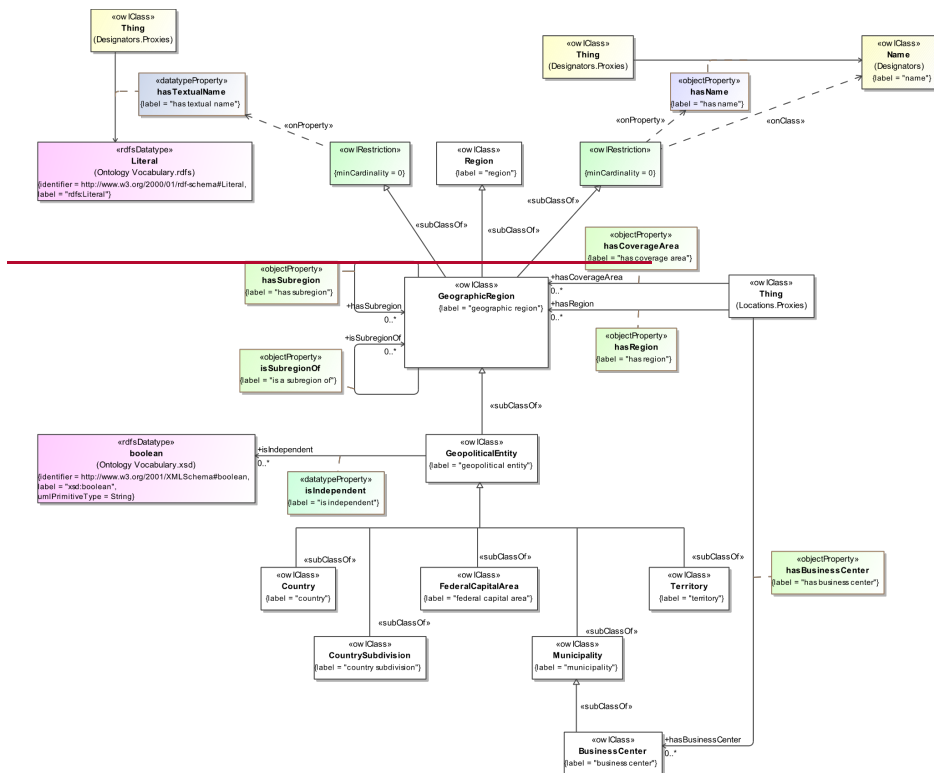 «owlClass»
Thing
(Designators.Proxies)
«owlClass»
Thing
(Designators.Proxies)
«owlClass»
Name
(Designators)
{label = "name"}
«datatypeProperty»
hasTextualName
{label = "has textual name"}
«objectProperty»
hasName
{label = "has name"}
«onProperty»
«onProperty»
«onClass»
«rdfsDatatype»
Literal
(Ontology Vocabulary.rdfs)
{identifier = http://www.w3.org/2000/01/rdf-schema#Literal,
label = "rdfs:Literal"}
«owlRestriction»
{minCardinality = 0}
«owlClass»
Region
{label = "region"}
«owlRestriction»
{minCardinality = 0}
«subClassOf»
«subClassOf»
«subClassOf»
«objectProperty»
hasCoverageArea
{label = "has coverage area"}
«objectProperty»
hasSubregion
{label = "has subregion"}
+hasSubregion
0..*
«owlClass»
GeographicRegion
{label = "geographic region"}
+hasCoverageArea
0..*
+hasRegion
0..*
«owlClass»
Thing
(Locations.Proxies)
+isSubregionOf
0..*
«objectProperty»
isSubregionOf
{label = "is a subregion of"}
«objectProperty»
hasRegion
{label = "has region"}
«subClassOf»
«rdfsDatatype»
boolean
(Ontology Vocabulary.xsd)
{identifier = http://www.w3.org/2001/XMLSchema#boolean,
label = "xsd:boolean",
umlPrimitiveType = String}
+isIndependent
0..*
«owlClass»
GeopoliticalEntity
{label = "geopolitical entity"}
«datatypeProperty»
isIndependent
{label = "is independent"}
«subClassOf»
«subClassOf»
«subClassOf»
«owlClass»
Country
{label = "country"}
«owlClass»
FederalCapitalArea
{label = "federal capital area"}
«owlClass»
Territory
{label = "territory"}
«objectProperty»
hasBusinessCenter
{label = "has business center"}
«subClassOf»
«subClassOf»
«owlClass»
CountrySubdivision
{label = "country subdivision"}
«owlClass»
Municipality
{label = "municipality"}
«subClassOf»
«owlClass»
BusinessCenter
{label = "business center"}
+hasBusinessCenter
0..*